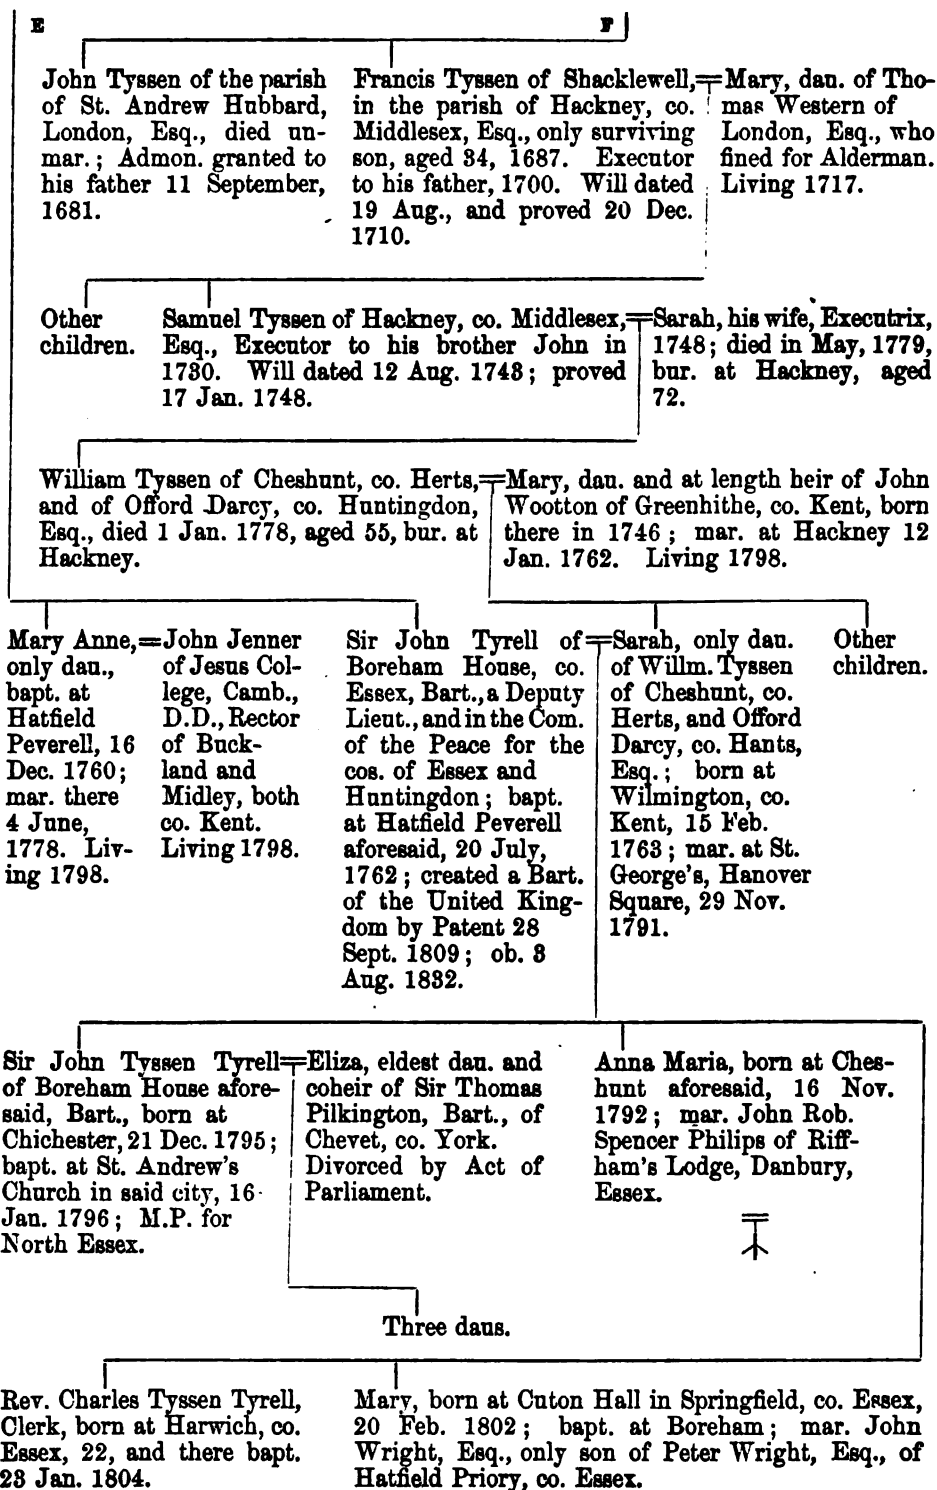 E
F
John Tyssen of the parish
of St. Andrew Hubbard,
London, Esq., died un-
mar.; Admon. granted to
his father 11 September,
1681.
Francis Tyssen of Shacklewell,
in the parish of Hackney, co.
Middlesex, Esq., only surviving
son, aged 34, 1687. Executor
to his father, 1700. Will dated
19 Aug., and proved 20 Dec.
1710.
Mary, dau. of Tho-
mas Western of
London, Esq., who
fined for Alderman.
Living 1717.
Other
children.
Samuel Tyssen of Hackney, co. Middlesex,
Esq., Executor to his brother John in
1730. Will dated 12 Aug. 1743; proved
17 Jan. 1748.
Sarah, his wife, Executrix,
1748; died in May, 1779,
bur. at Hackney, aged
72.
William Tyssen of Cheshunt, co. Herts,
and of Offord Darcy, co. Huntingdon,
Esq., died 1 Jan. 1778, aged 55, bur. at
Hackney.
Mary, dau. and at length heir of John
Wootton of Greenhithe, co. Kent, born
there in 1746; mar. at Hackney 12
Jan. 1762. Living 1798.
Mary Anne,
only dau.,
bapt. at
Hatfield
Peverell, 16
Dec. 1760;
mar. there
4 June,
1778. Liv-
ing 1798.
John Jenner
of Jesus Col-
lege, Camb.,
D.D., Rector
of Buck-
land and
Midley, both
co. Kent.
Living 1798.
Sir John Tyrell of
Boreham House, co.
Essex, Bart., a Deputy
Lieut., and in the Com.
of the Peace for the
cos. of Essex and
Huntingdon; bapt.
at Hatfield Peverell
aforesaid, 20 July,
1762; created a Bart.
of the United King-
dom by Patent 28
Sept. 1809; ob. 3
Aug. 1832.
Sarah, only dau.
of Willm. Tyssen
of Cheshunt, co.
Herts, and Offord
Darcy, co. Hants,
Esq.; born at
Wilmington, co.
Kent, 15 Feb.
1763; mar. at St.
George's, Hanover
Square, 29 Nov.
1791.
Other
children.
Sir John Tyssen Tyrell
of Boreham House afore-
said, Bart., born at
Chichester, 21 Dec. 1795;
bapt. at St. Andrew's
Church in said city, 16
Jan. 1796; M.P. for
North Essex.
Eliza, eldest dau. and
coheir of Sir Thomas
Pilkington, Bart., of
Chevet, co. York.
Divorced by Act of
Parliament.
Anna Maria, born at Ches-
hunt aforesaid, 16 Nov.
1792; mar. John Rob.
Spencer Philips of Riff-
ham's Lodge, Danbury,
Essex.
Three daus.
Rev. Charles Tyssen Tyrell,
Clerk, born at Harwich, co.
Essex, 22, and there bapt.
23 Jan. 1804.
Mary, born at Cuton Hall in Springfield, co. Essex,
20 Feb. 1802; bapt. at Boreham; mar. John
Wright, Esq., only son of Peter Wright, Esq., of
Hatfield Priory, co. Essex.